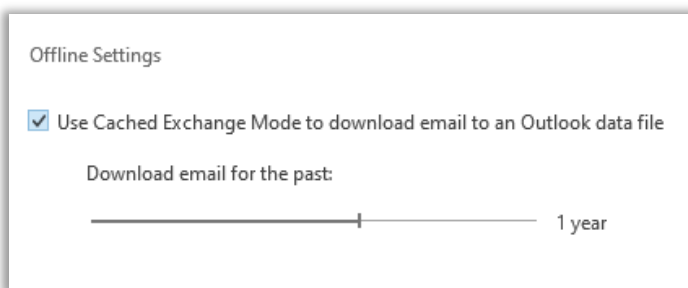 Offline Settings
Use Cached Exchange Mode to download email to an Outlook data file
Download email for the past:
1 year